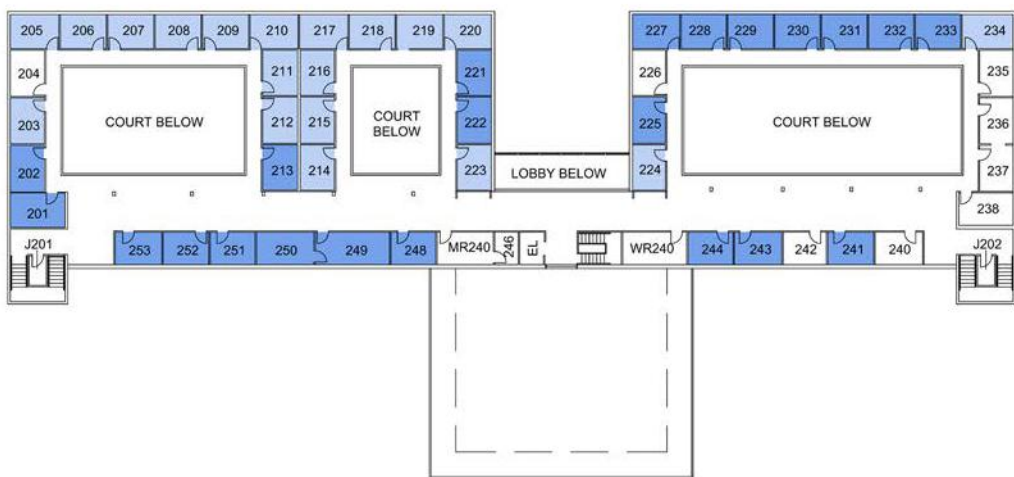 205 206 207 208 209 210 217 218 219 220 227 228 229 230 231 232 233 234
204 211 216 221 226 235
203 COURT BELOW 212 215 COURT BELOW 222 225 COURT BELOW 236
202 213 214 223 LOBBY BELOW 224 237
201 238
J201 253 252 251 250 249 248 MR240 246 EL WR240 244 243 242 241 240 J202